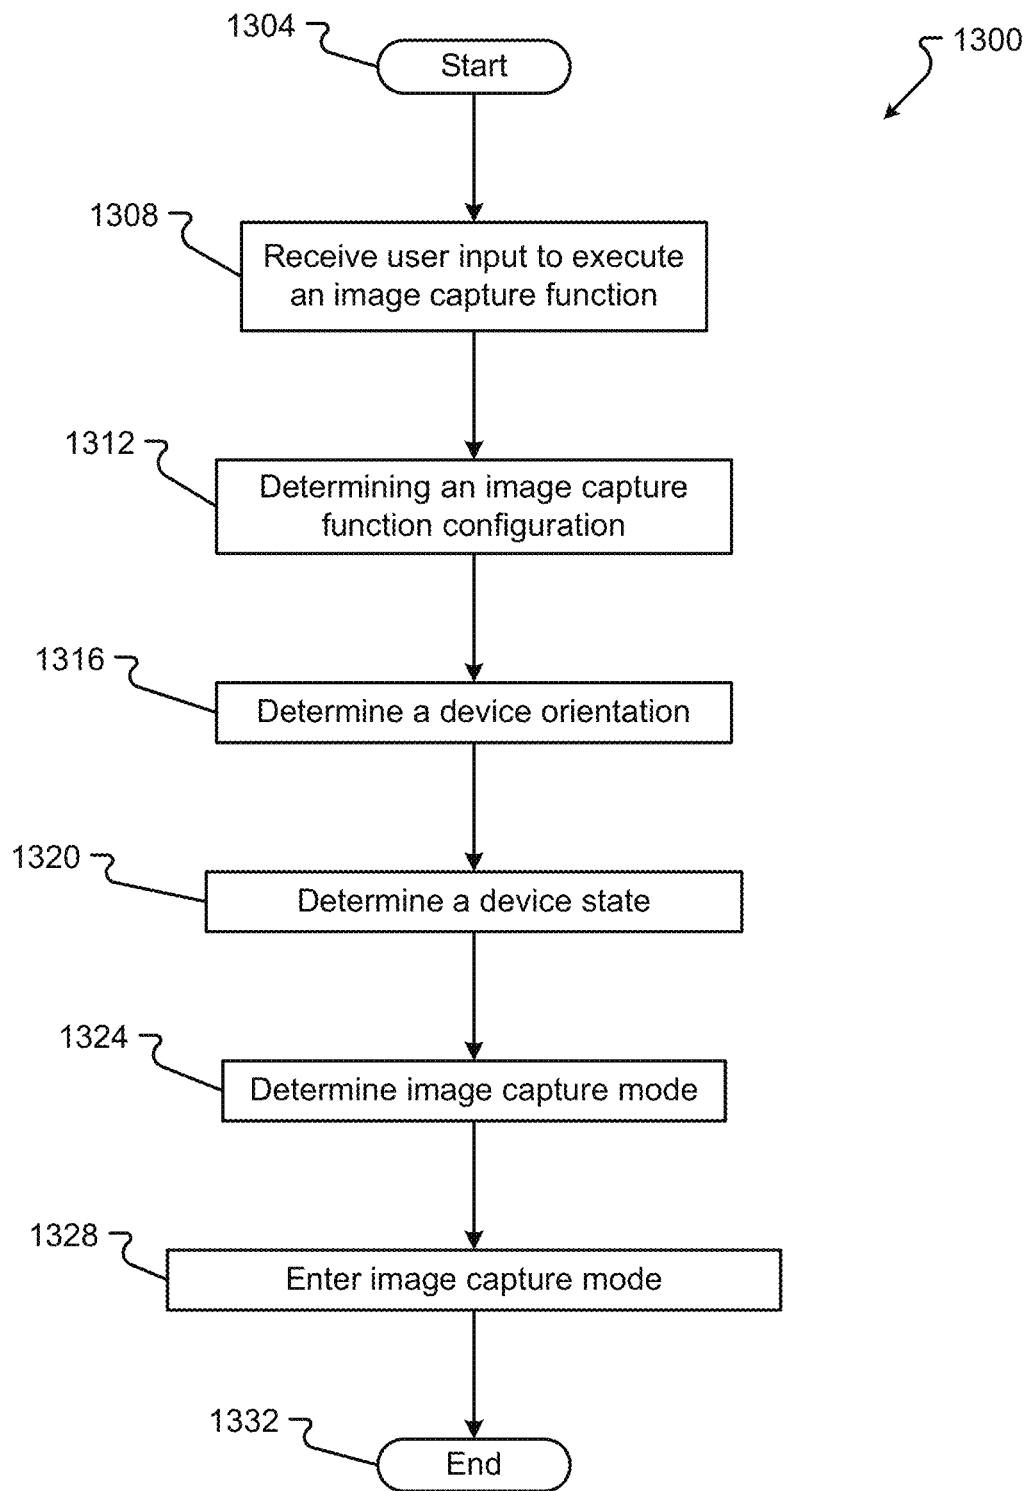 1304
Start
1300
1308
Receive user input to execute
an image capture function
1312
Determining an image capture
function configuration
1316
Determine a device orientation
1320
Determine a device state
1324
Determine image capture mode
1328
Enter image capture mode
1332
End